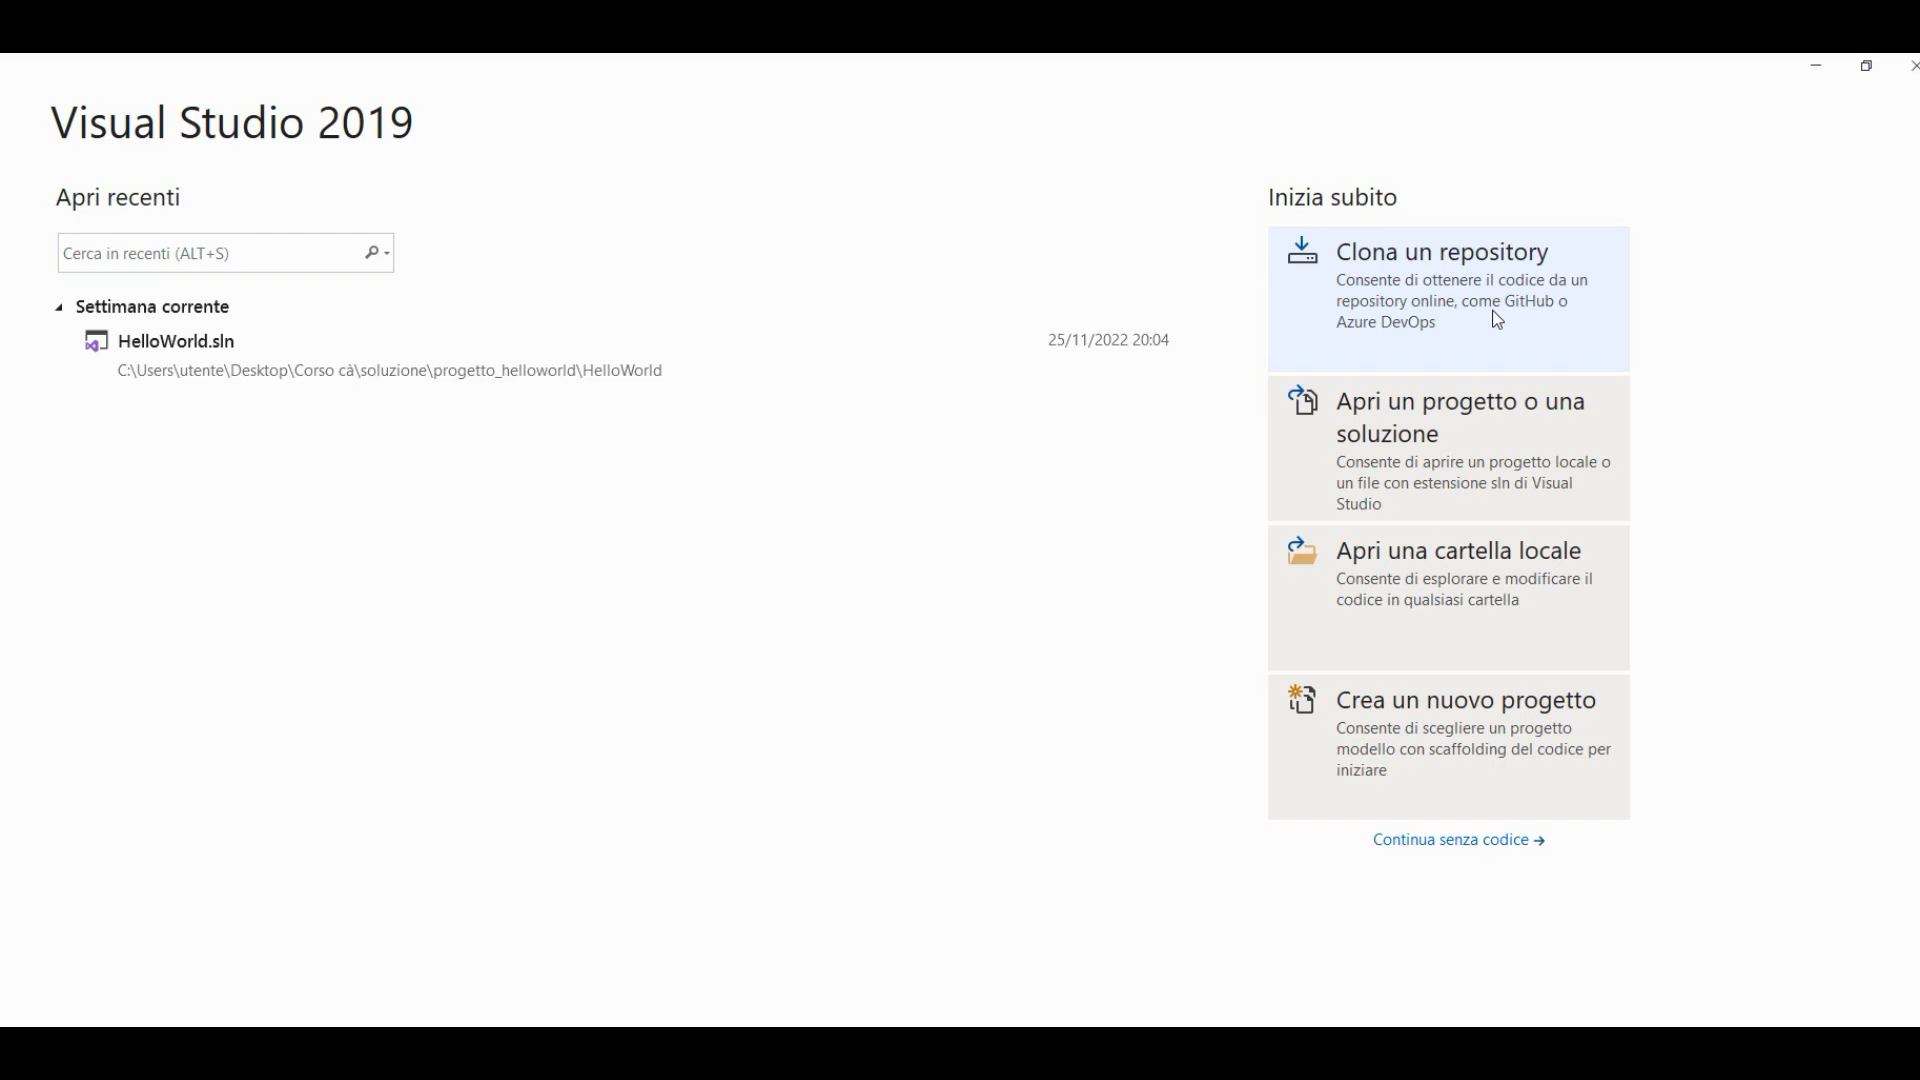 Visual Studio 2019
Apri recenti
Cerca in recenti (ALT+S)
Settimana corrente
HelloWorld.sln
25/11/2022 20:04
C:\Users\utente\Desktop\Corso cà\soluzione\progetto_helloworld\HelloWorld
Inizia subito
Clona un repository
Consente di ottenere il codice da un
repository online, come GitHub o
Azure DevOps
Apri un progetto o una
soluzione
Consente di aprire un progetto locale o
un file con estensione sln di Visual
Studio
Apri una cartella locale
Consente di esplorare e modificare il
codice in qualsiasi cartella
Crea un nuovo progetto
Consente di scegliere un progetto
modello con scaffolding del codice per
iniziare
Continua senza codice →